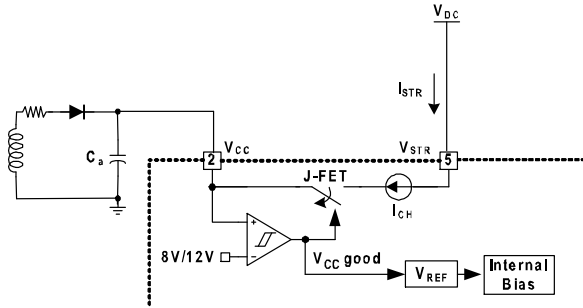 V_DC
I_STR
C_a
V_CC
V_STR
2
5
J-FET
I_CH
+
8V/12V
−
V_CC good
V_REF
Internal
Bias